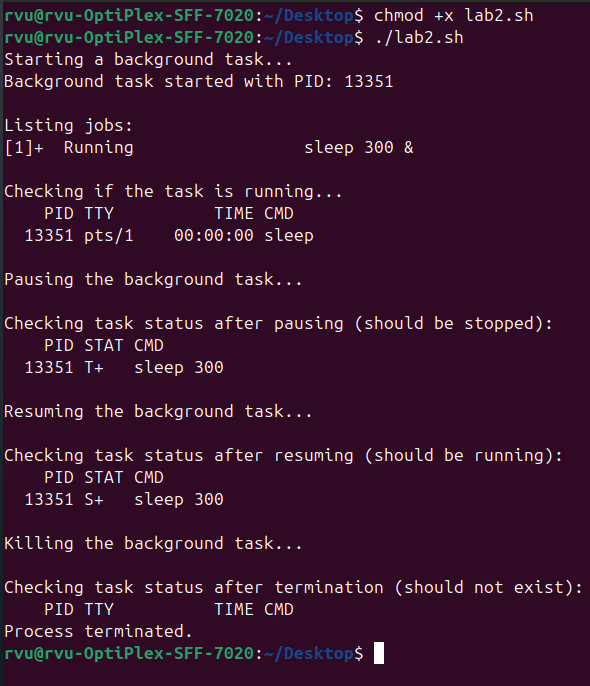 rvu@rvu-OptiPlex-SFF-7020:~/Desktop$ chmod +x lab2.sh
rvu@rvu-OptiPlex-SFF-7020:~/Desktop$ ./lab2.sh
Starting a background task...
Background task started with PID: 13351

Listing jobs:
[1]+  Running                 sleep 300 &

Checking if the task is running...
    PID TTY          TIME CMD
  13351 pts/1    00:00:00 sleep

Pausing the background task...

Checking task status after pausing (should be stopped):
    PID STAT CMD
  13351 T+   sleep 300

Resuming the background task...

Checking task status after resuming (should be running):
    PID STAT CMD
  13351 S+   sleep 300

Killing the background task...

Checking task status after termination (should not exist):
    PID TTY          TIME CMD
Process terminated.
rvu@rvu-OptiPlex-SFF-7020:~/Desktop$